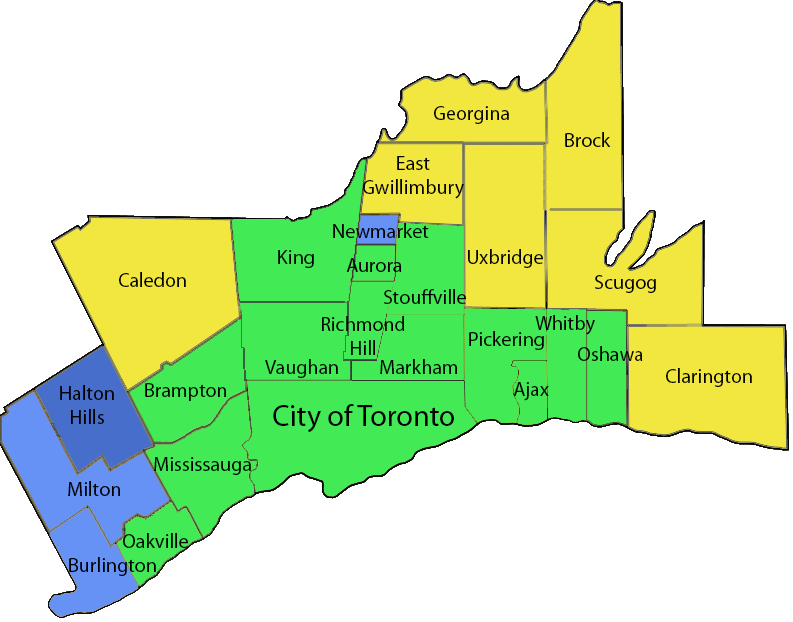 Georgina
Brock
East
Gwillimbury
Newmarket
King
Aurora
Uxbridge
Caledon
Scugog
Stouffville
Richmond
Hill
Whitby
Pickering
Oshawa
Vaughan
Markham
Clarington
Brampton
Ajax
Halton
Hills
City of Toronto
Mississauga
Milton
Oakville
Burlington